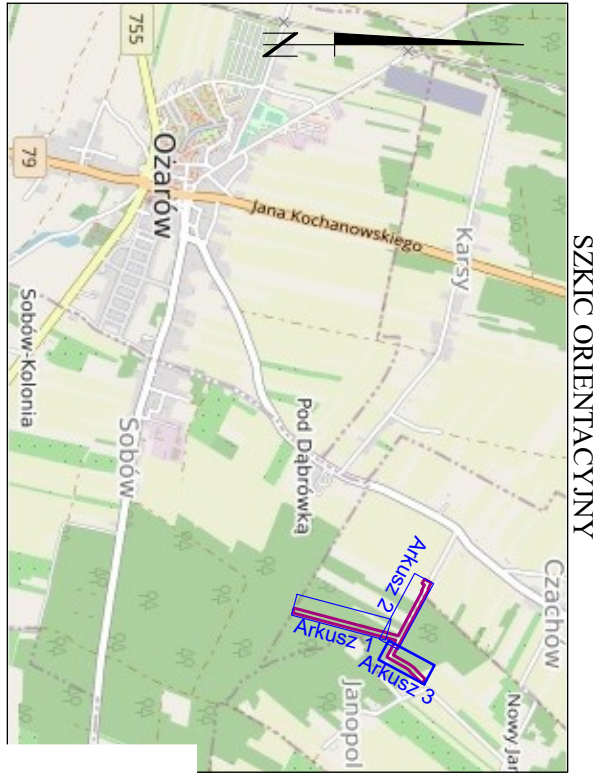 SZKIC ORIENTACYJNY
755
79
N
Ożarów
Jana Kochanowskiego
Karsy
Sobów-Kolonia
Sobów
Pod Dąbrówką
Czachów
Arkusz 2
Arkusz 1
Arkusz 3
Janopol
Nowy Jan